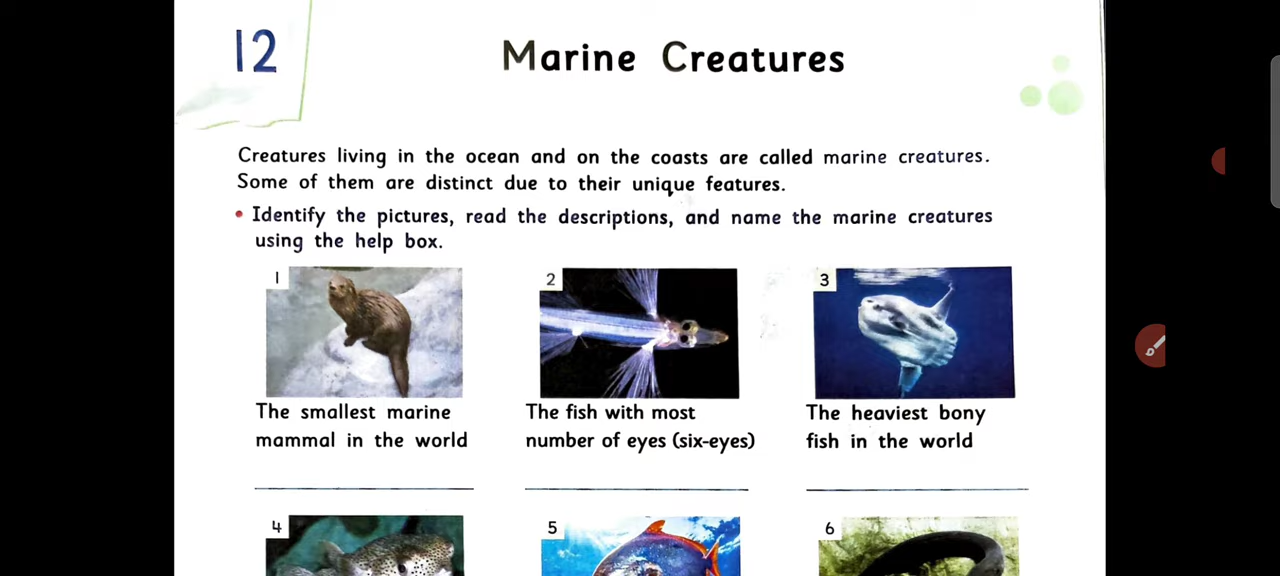 12
Marine Creatures
Creatures living in the ocean and on the coasts are called marine creatures.
Some of them are distinct due to their unique features.
• Identify the pictures, read the descriptions, and name the marine creatures
using the help box.
1
2
3
The smallest marine
mammal in the world
The fish with most
number of eyes (six-eyes)
The heaviest bony
fish in the world
4
5
6